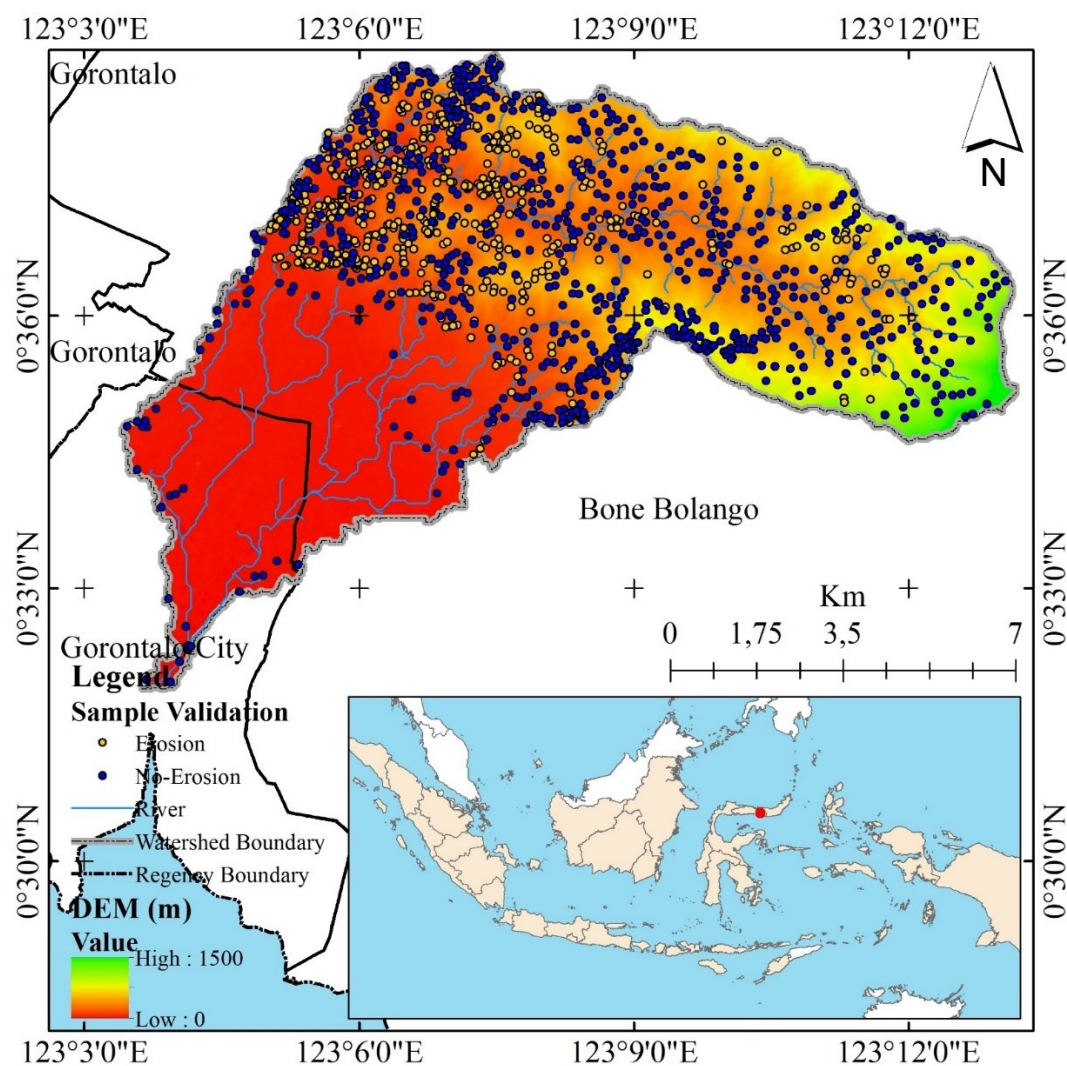 123°3'0"E 123°6'0"E 123°9'0"E 123°12'0"E
Gorontalo
N
0°36'0"N
0°36'0"N
Gorontalo
Bone Bolango
0°33'0"N
0°33'0"N
Km
0 1,75 3,5 7
Gorontalo City
Legend
Sample Validation
Erosion
No-Erosion
River
Watershed Boundary
Regency Boundary
0°30'0"N
0°30'0"N
DEM (m)
Value
High : 1500
Low : 0
123°3'0"E 123°6'0"E 123°9'0"E 123°12'0"E